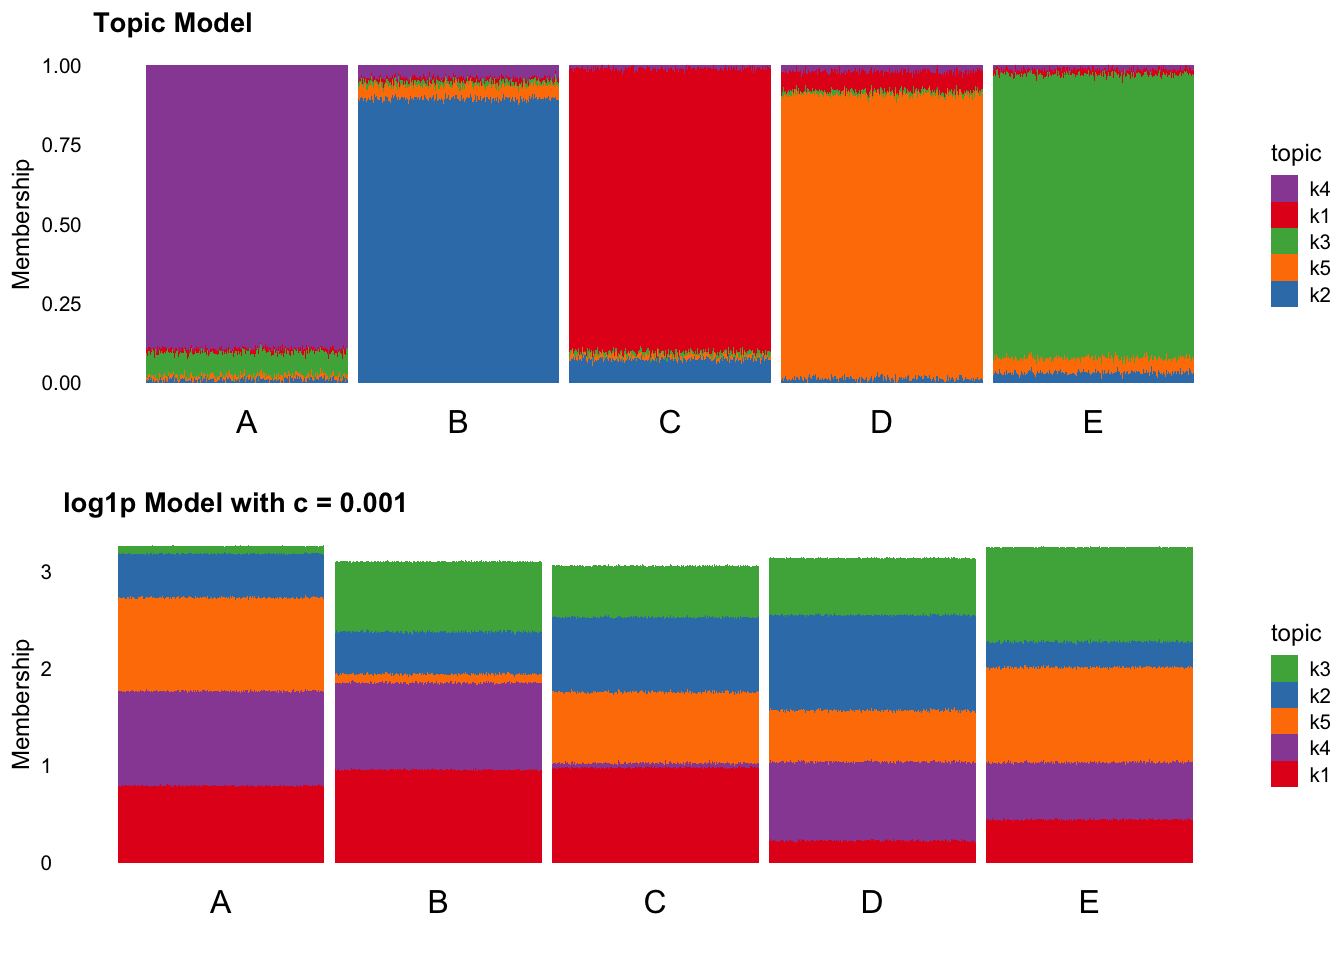 Topic Model
Membership
1.00
0.75
0.50
0.25
0.00
A B C D E
topic
k4
k1
k3
k5
k2
log1p Model with c = 0.001
Membership
3
2
1
0
A B C D E
topic
k3
k2
k5
k4
k1